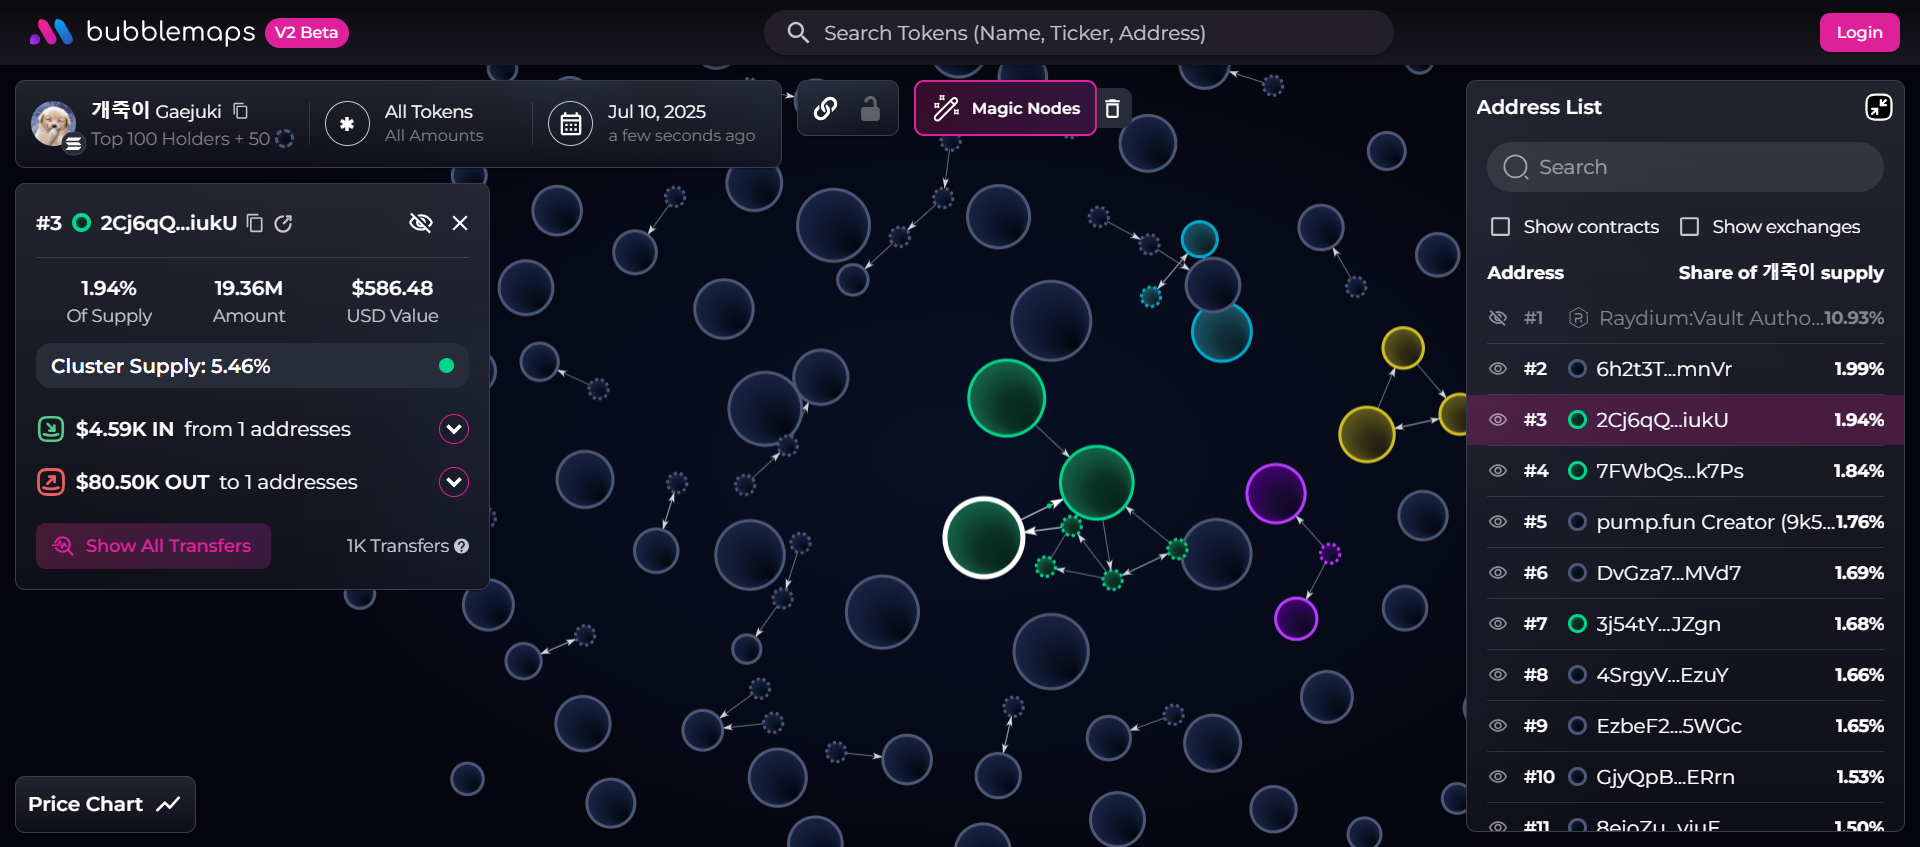 bubblemaps V2 Beta
Search Tokens (Name, Ticker, Address)
Login
개죽이 Gaejuki
Top 100 Holders + 50
All Tokens
All Amounts
Jul 10, 2025
a few seconds ago
Magic Nodes
#3 2Cj6qQ...iukU
1.94% 19.36M $586.48
Of Supply Amount USD Value
Cluster Supply: 5.46%
$4.59K IN from 1 addresses
$80.50K OUT to 1 addresses
Show All Transfers 1K Transfers ?
Price Chart
Address List
Search
Show contracts Show exchanges
Address Share of 개죽이 supply
#1 Raydium:Vault Autho...10.93%
#2 6h2t3T...mnVr 1.99%
#3 2Cj6qQ...iukU 1.94%
#4 7FWbQs...k7Ps 1.84%
#5 pump.fun Creator (9k5...1.76%
#6 DvGza7...MVd7 1.69%
#7 3j54tY...JZgn 1.68%
#8 4SrgyV...EzuY 1.66%
#9 EzbeF2...5WGc 1.65%
#10 GjyQpB...ERrn 1.53%
#11 1.50%